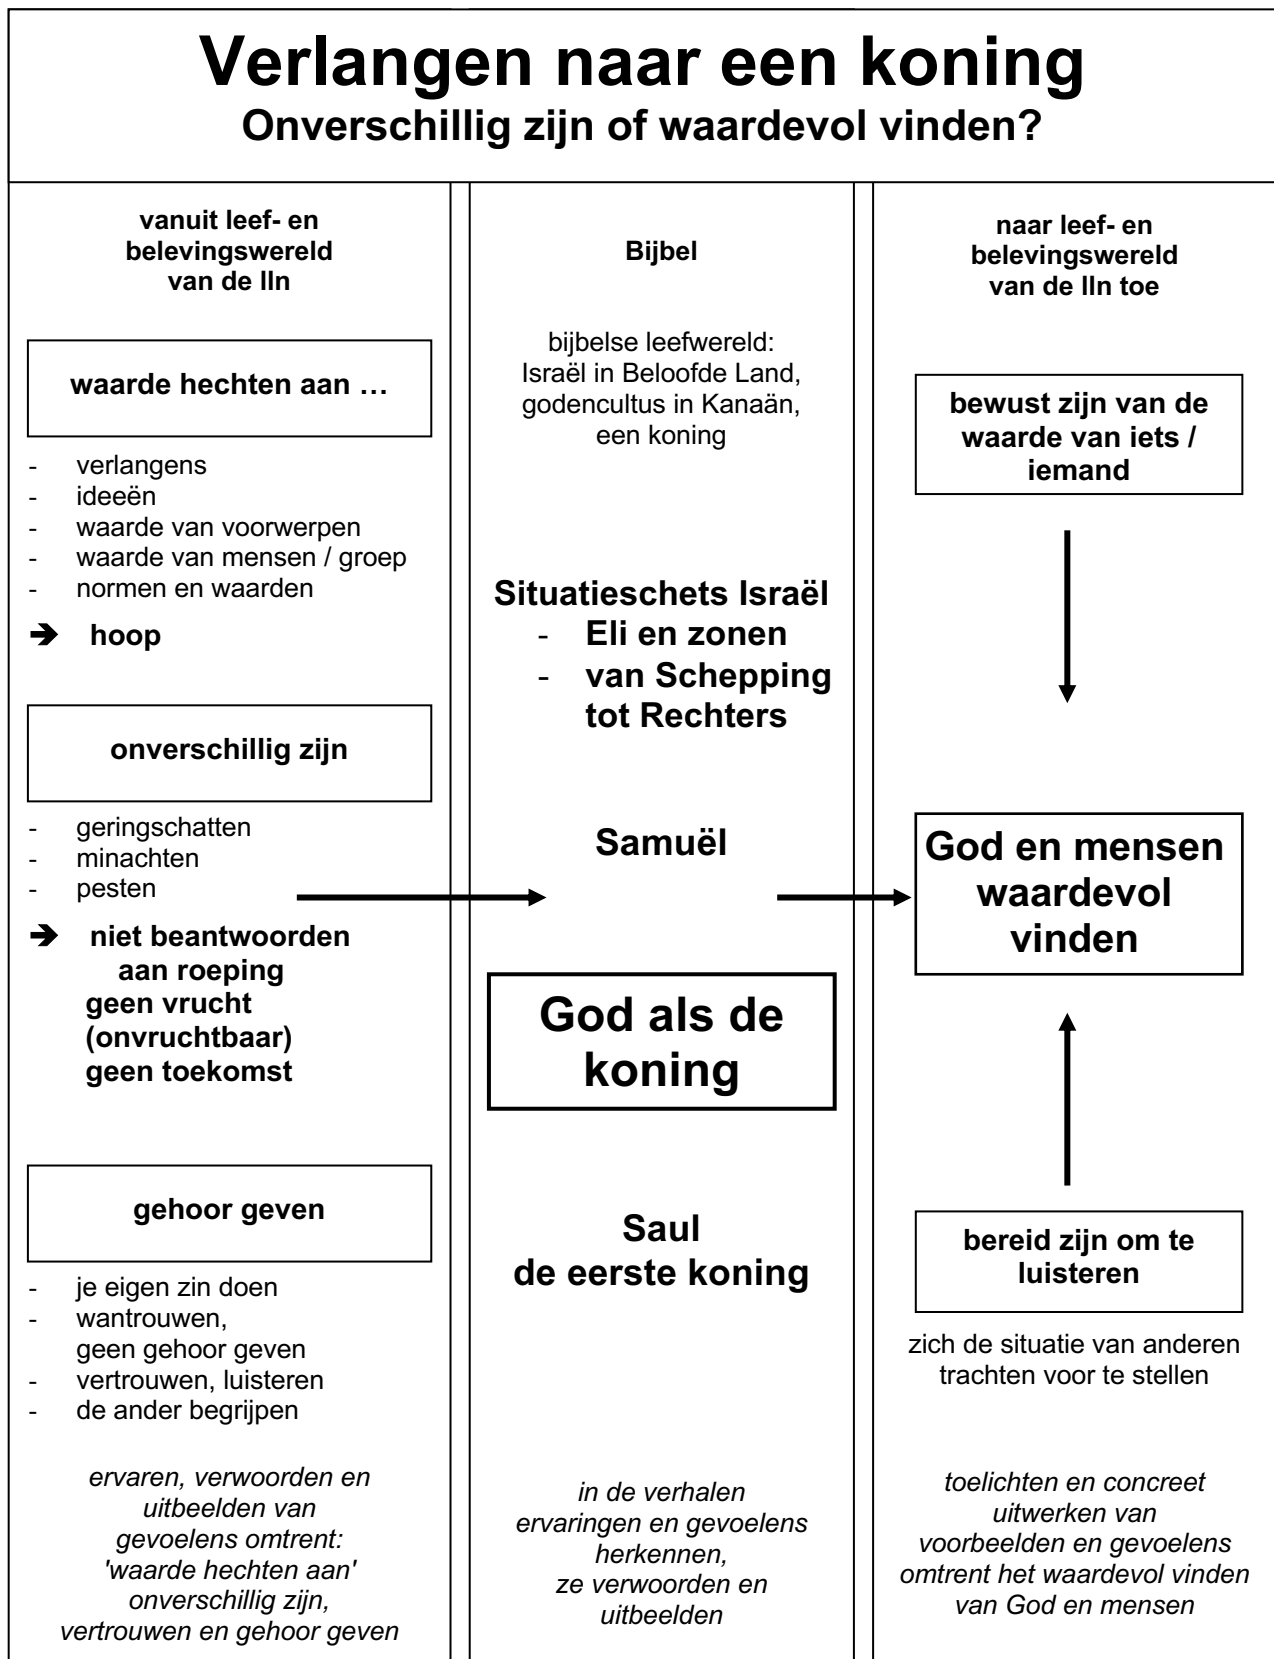 Verlangen naar een koning
Onverschillig zijn of waardevol vinden?
vanuit leef- en
belevingswereld
van de lln
waarde hechten aan …
- verlangens
- ideeën
- waarde van voorwerpen
- waarde van mensen / groep
- normen en waarden
➔ hoop
onverschillig zijn
- geringschatten
- minachten
- pesten
➔ niet beantwoorden
aan roeping
geen vrucht
(onvruchtbaar)
geen toekomst
gehoor geven
- je eigen zin doen
- wantrouwen,
geen gehoor geven
- vertrouwen, luisteren
- de ander begrijpen
ervaren, verwoorden en
uitbeelden van
gevoelens omtrent:
'waarde hechten aan'
onverschillig zijn,
vertrouwen en gehoor geven
Bijbel
bijbelse leefwereld:
Israël in Beloofde Land,
godencultus in Kanaän,
een koning
Situatieschets Israël
- Eli en zonen
- van Schepping
tot Rechters
Samuël
God als de
koning
Saul
de eerste koning
in de verhalen
ervaringen en gevoelens
herkennen,
ze verwoorden en
uitbeelden
naar leef- en
belevingswereld
van de lln toe
bewust zijn van de
waarde van iets /
iemand
God en mensen
waardevol
vinden
bereid zijn om te
luisteren
zich de situatie van anderen
trachten voor te stellen
toelichten en concreet
uitwerken van
voorbeelden en gevoelens
omtrent het waardevol vinden
van God en mensen